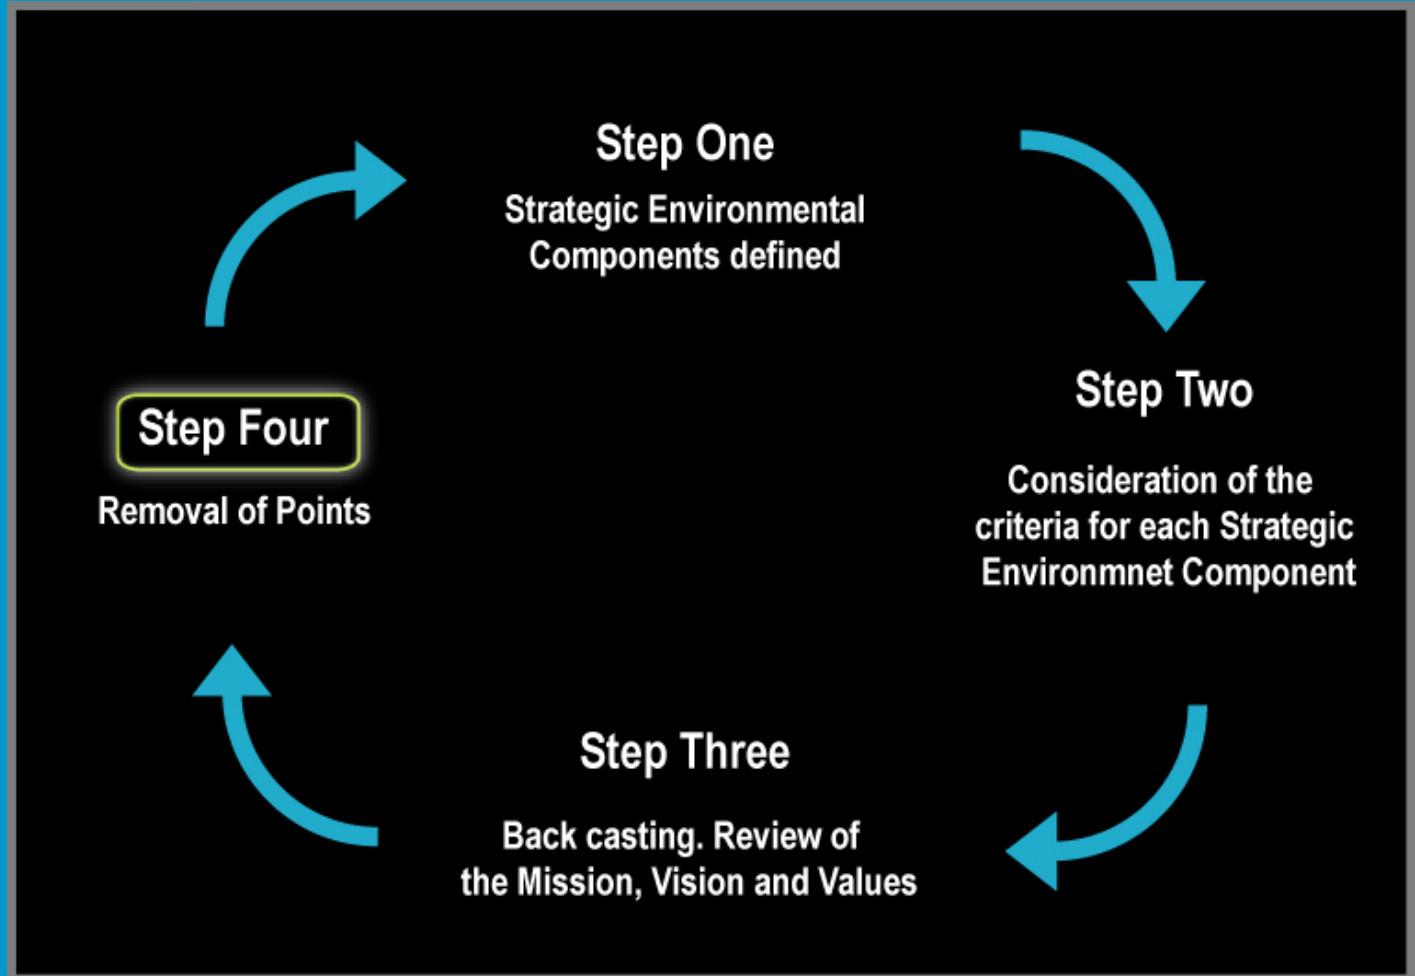 Step One
Strategic Environmental
Components defined
Step Two
Consideration of the
criteria for each Strategic
Environmnet Component
Step Three
Back casting. Review of
the Mission, Vision and Values
Step Four
Removal of Points